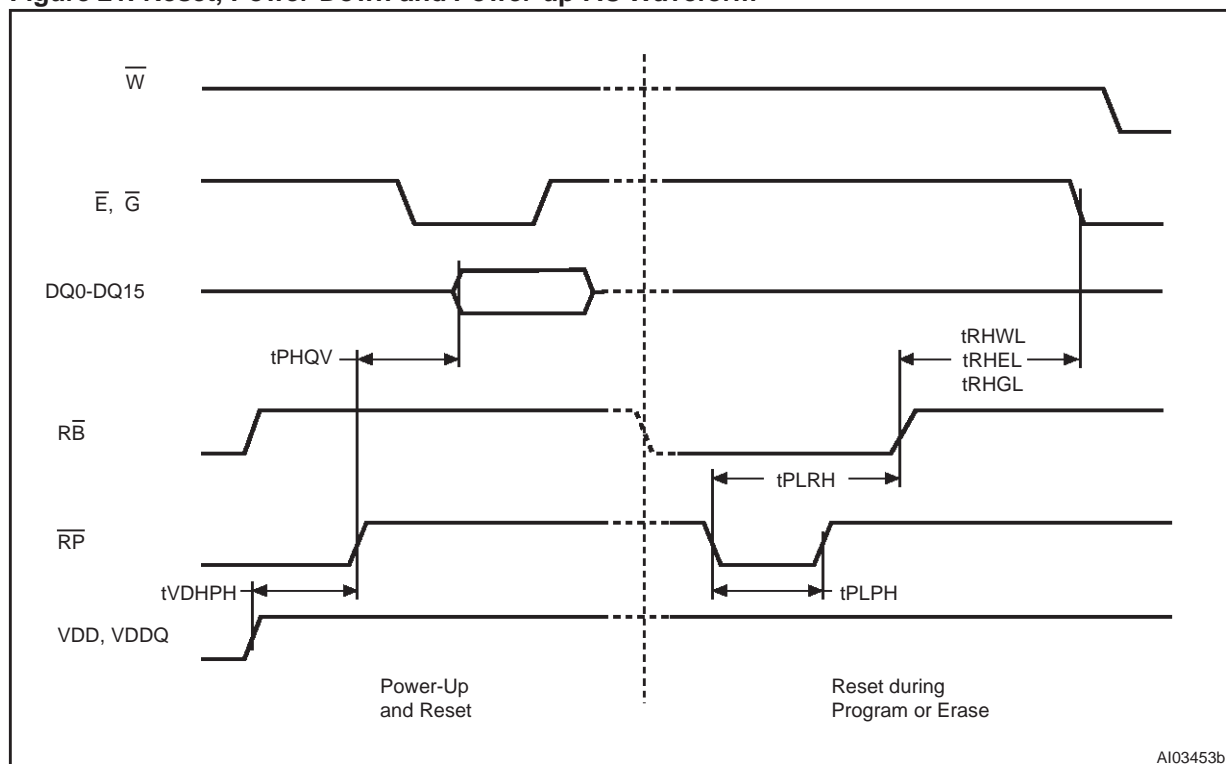 W̅
E̅, G̅
DQ0-DQ15
tPHQV
tRHWL
tRHEL
tRHGL
RB̅
tPLRH
R̅P̅
tVDHPH
tPLPH
VDD, VDDQ
Power-Up
and Reset
Reset during
Program or Erase
AI03453b